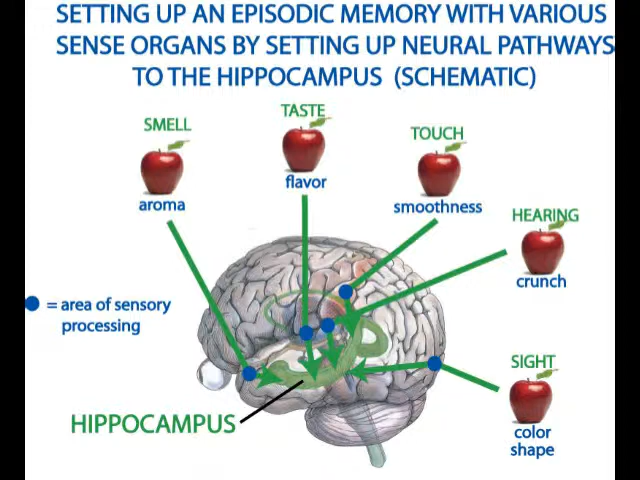 SETTING UP AN EPISODIC MEMORY WITH VARIOUS
SENSE ORGANS BY SETTING UP NEURAL PATHWAYS
TO THE HIPPOCAMPUS (SCHEMATIC)
TASTE
SMELL
TOUCH
flavor
aroma
smoothness
HEARING
crunch
= area of sensory
processing
SIGHT
HIPPOCAMPUS
color
shape